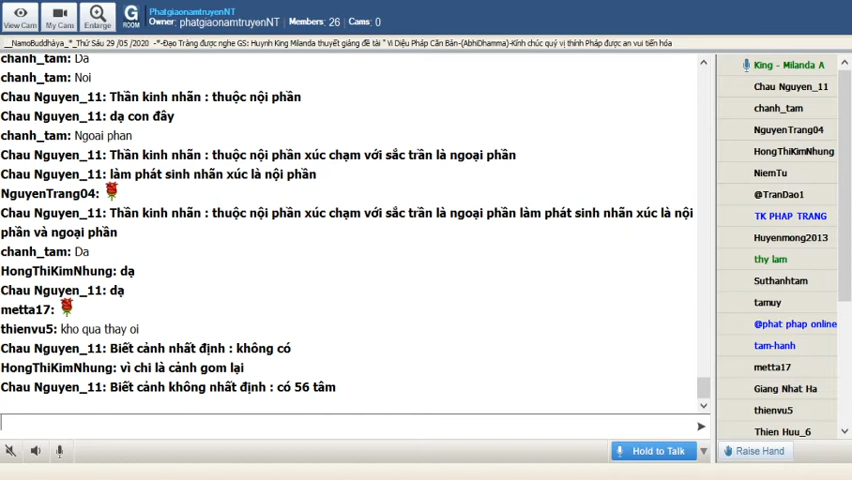 PhatgiaonamtruyenNT
Owner: phatgiaonamtruyenNT Members: 26 Cams: 0
View Cam
My Cams
Enlarge
G
ROOM
__NamoBuddhàya_*_Thứ Sáu 29 /05 /2020 -*-Đạo Tràng được nghe GS: Huynh King Milanda thuyết giảng đề tài " Vi Diệu Pháp Căn Bản-(AbhiDhamma)-Kính chúc quý vị thính Pháp được an vui tiến hóa
chanh_tam: Da
chanh_tam: Noi
Chau Nguyen_11: Thần kinh nhãn : thuộc nội phần
Chau Nguyen_11: dạ con đây
chanh_tam: Ngoai phan
Chau Nguyen_11: Thần kinh nhãn : thuộc nội phần xúc chạm với sắc trần là ngoại phần
Chau Nguyen_11: làm phát sinh nhãn xúc là nội phần
NguyenTrang04:
Chau Nguyen_11: Thần kinh nhãn : thuộc nội phần xúc chạm với sắc trần là ngoại phần làm phát sinh nhãn xúc là nội
phần và ngoại phần
chanh_tam: Da
HongThiKimNhung: dạ
Chau Nguyen_11: dạ
metta17:
thienvu5: kho qua thay oi
Chau Nguyen_11: Biết cảnh nhất định : không có
HongThiKimNhung: vì chi là cảnh gom lại
Chau Nguyen_11: Biết cảnh không nhất định : có 56 tâm
Hold to Talk
King - Milanda A
Chau Nguyen_11
chanh_tam
NguyenTrang04
HongThiKimNhung
NiemTu
@TranDao1
TK PHAP TRANG
Huyenmong2013
thy lam
Suthanhtam
tamuy
@phat phap online
tam-hanh
metta17
Giang Nhat Ha
thienvu5
Thien Huu_6
Raise Hand